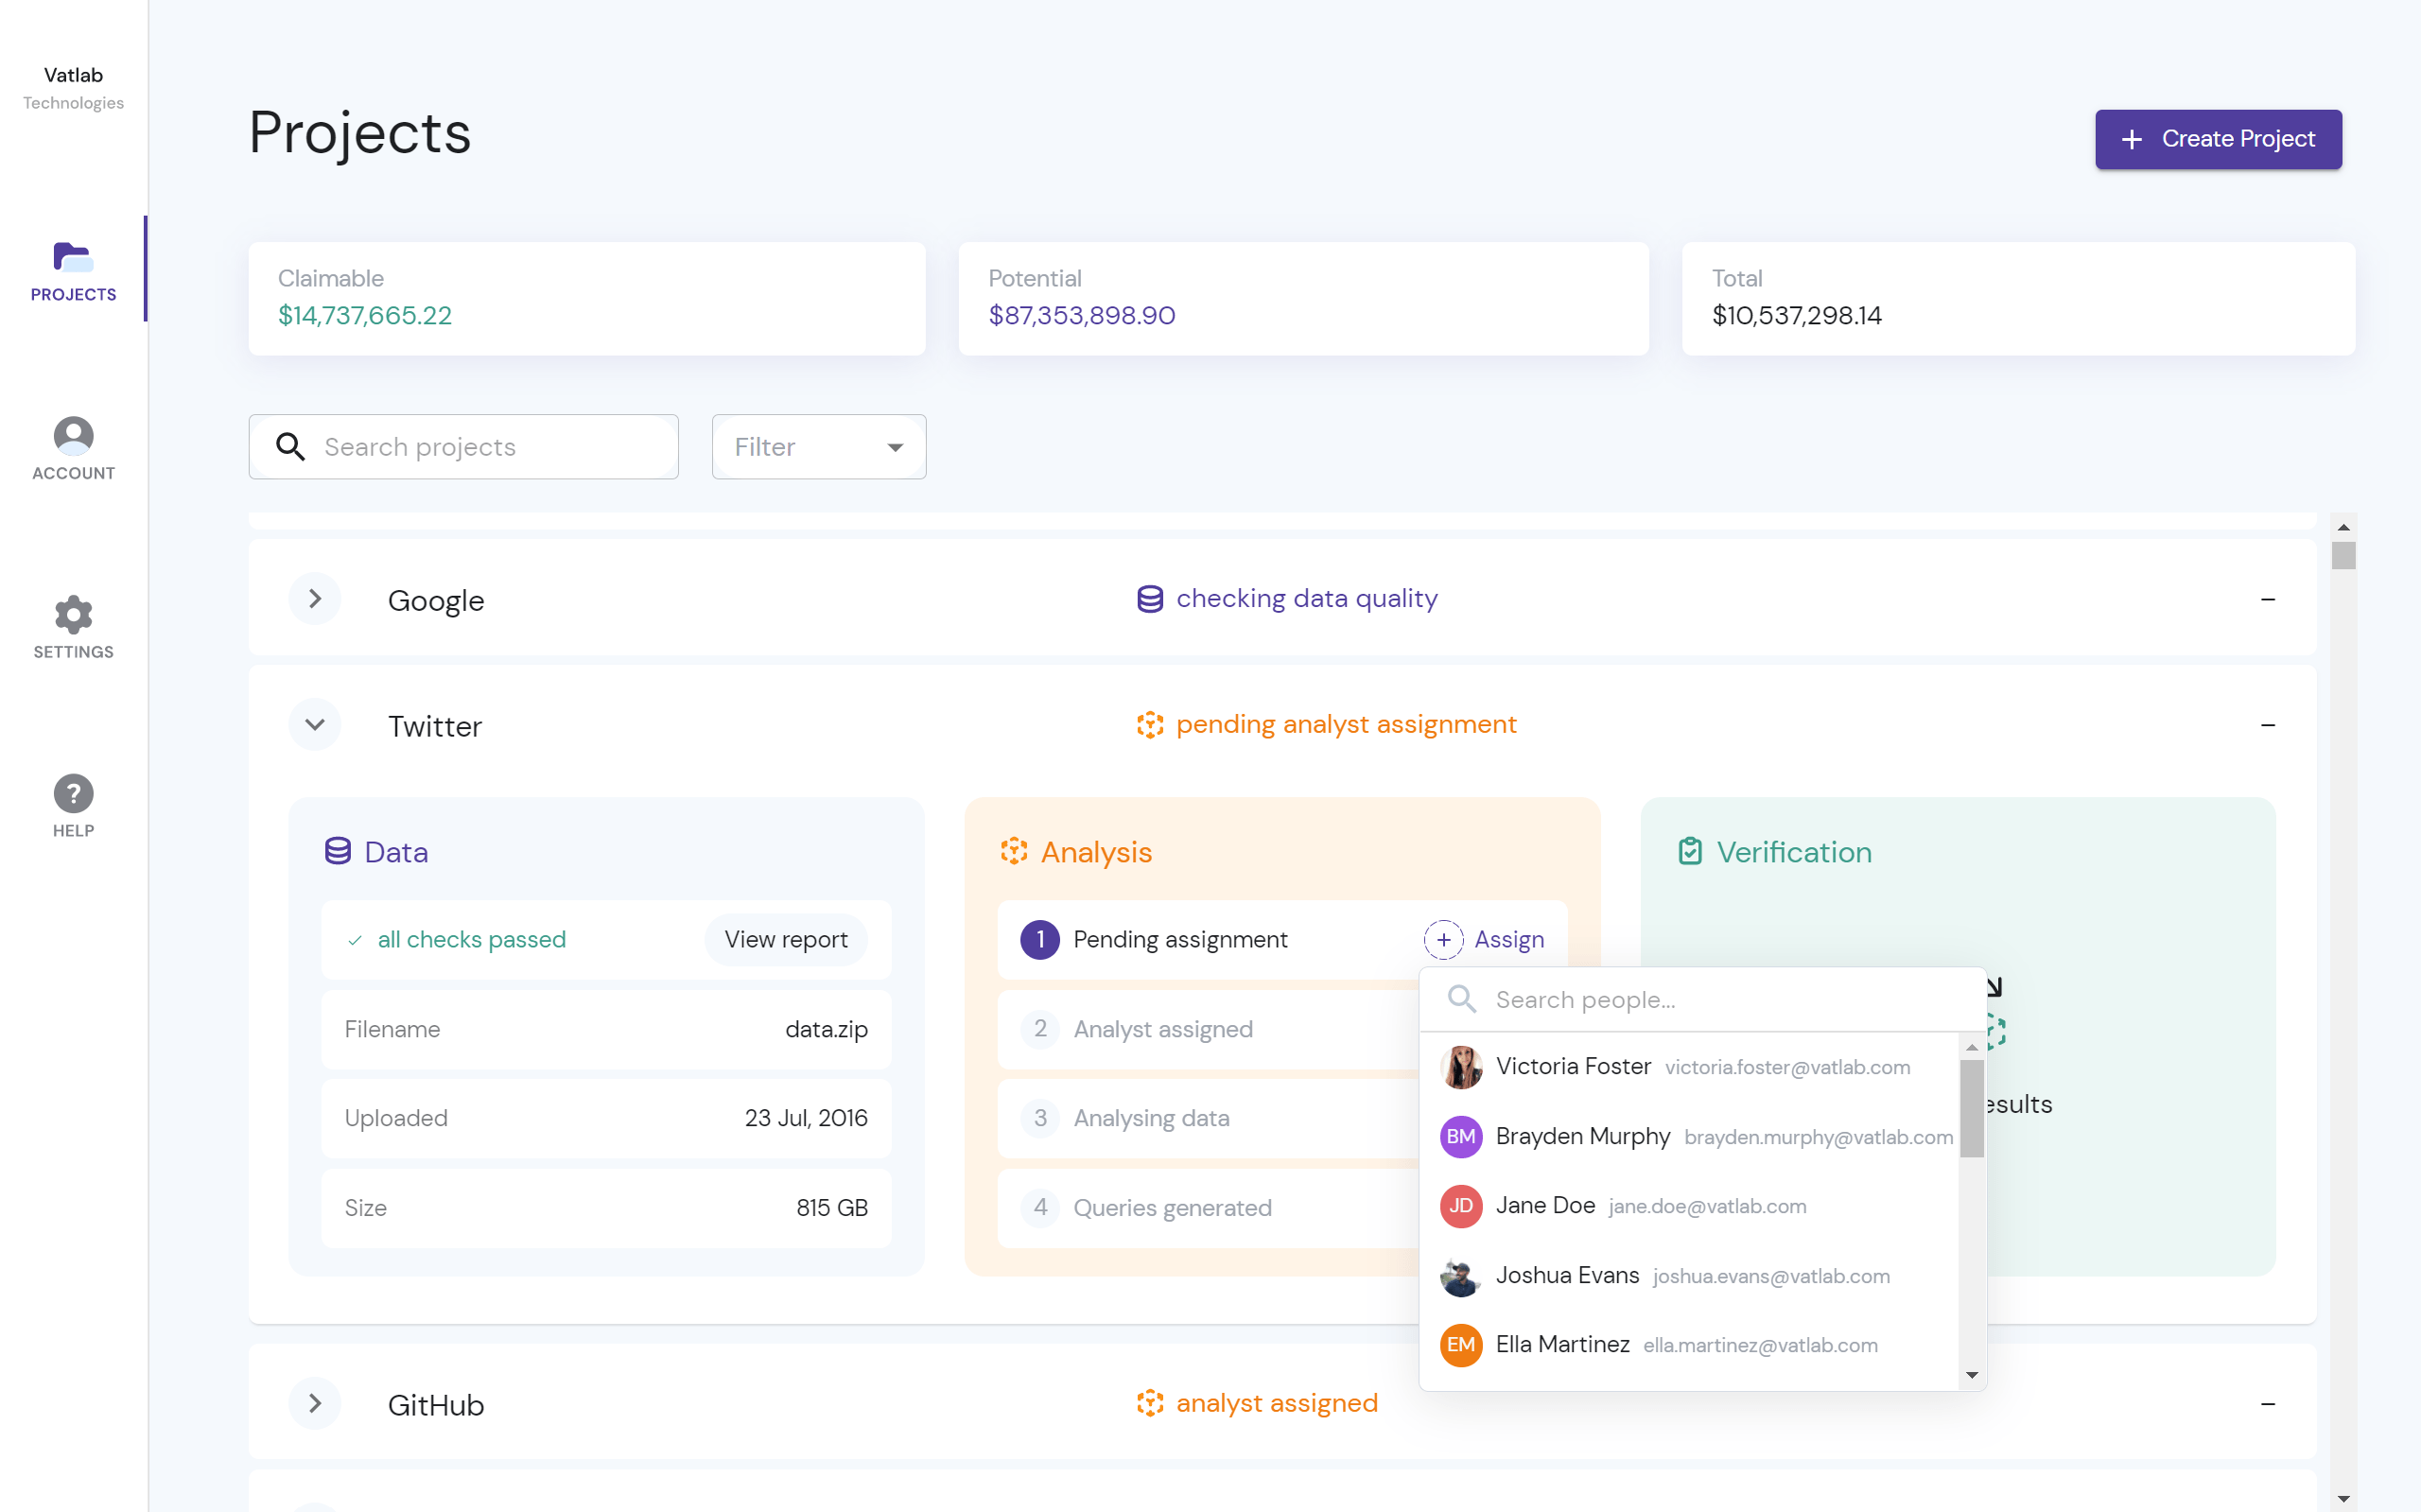 Vatlab
Technologies
PROJECTS
ACCOUNT
SETTINGS
? HELP
Projects
+ Create Project
Claimable
$14,737,665.22
Potential
$87,353,898.90
Total
$10,537,298.14
Search projects
Filter
Google
checking data quality
–
Twitter
pending analyst assignment
–
Data
all checks passed
View report
Filename
data.zip
Uploaded
23 Jul, 2016
Size
815 GB
Analysis
1 Pending assignment
+ Assign
2 Analyst assigned
3 Analysing data
4 Queries generated
Verification
esults
Search people...
Victoria Foster victoria.foster@vatlab.com
BM Brayden Murphy brayden.murphy@vatlab.com
JD Jane Doe jane.doe@vatlab.com
Joshua Evans joshua.evans@vatlab.com
EM Ella Martinez ella.martinez@vatlab.com
GitHub
analyst assigned
–